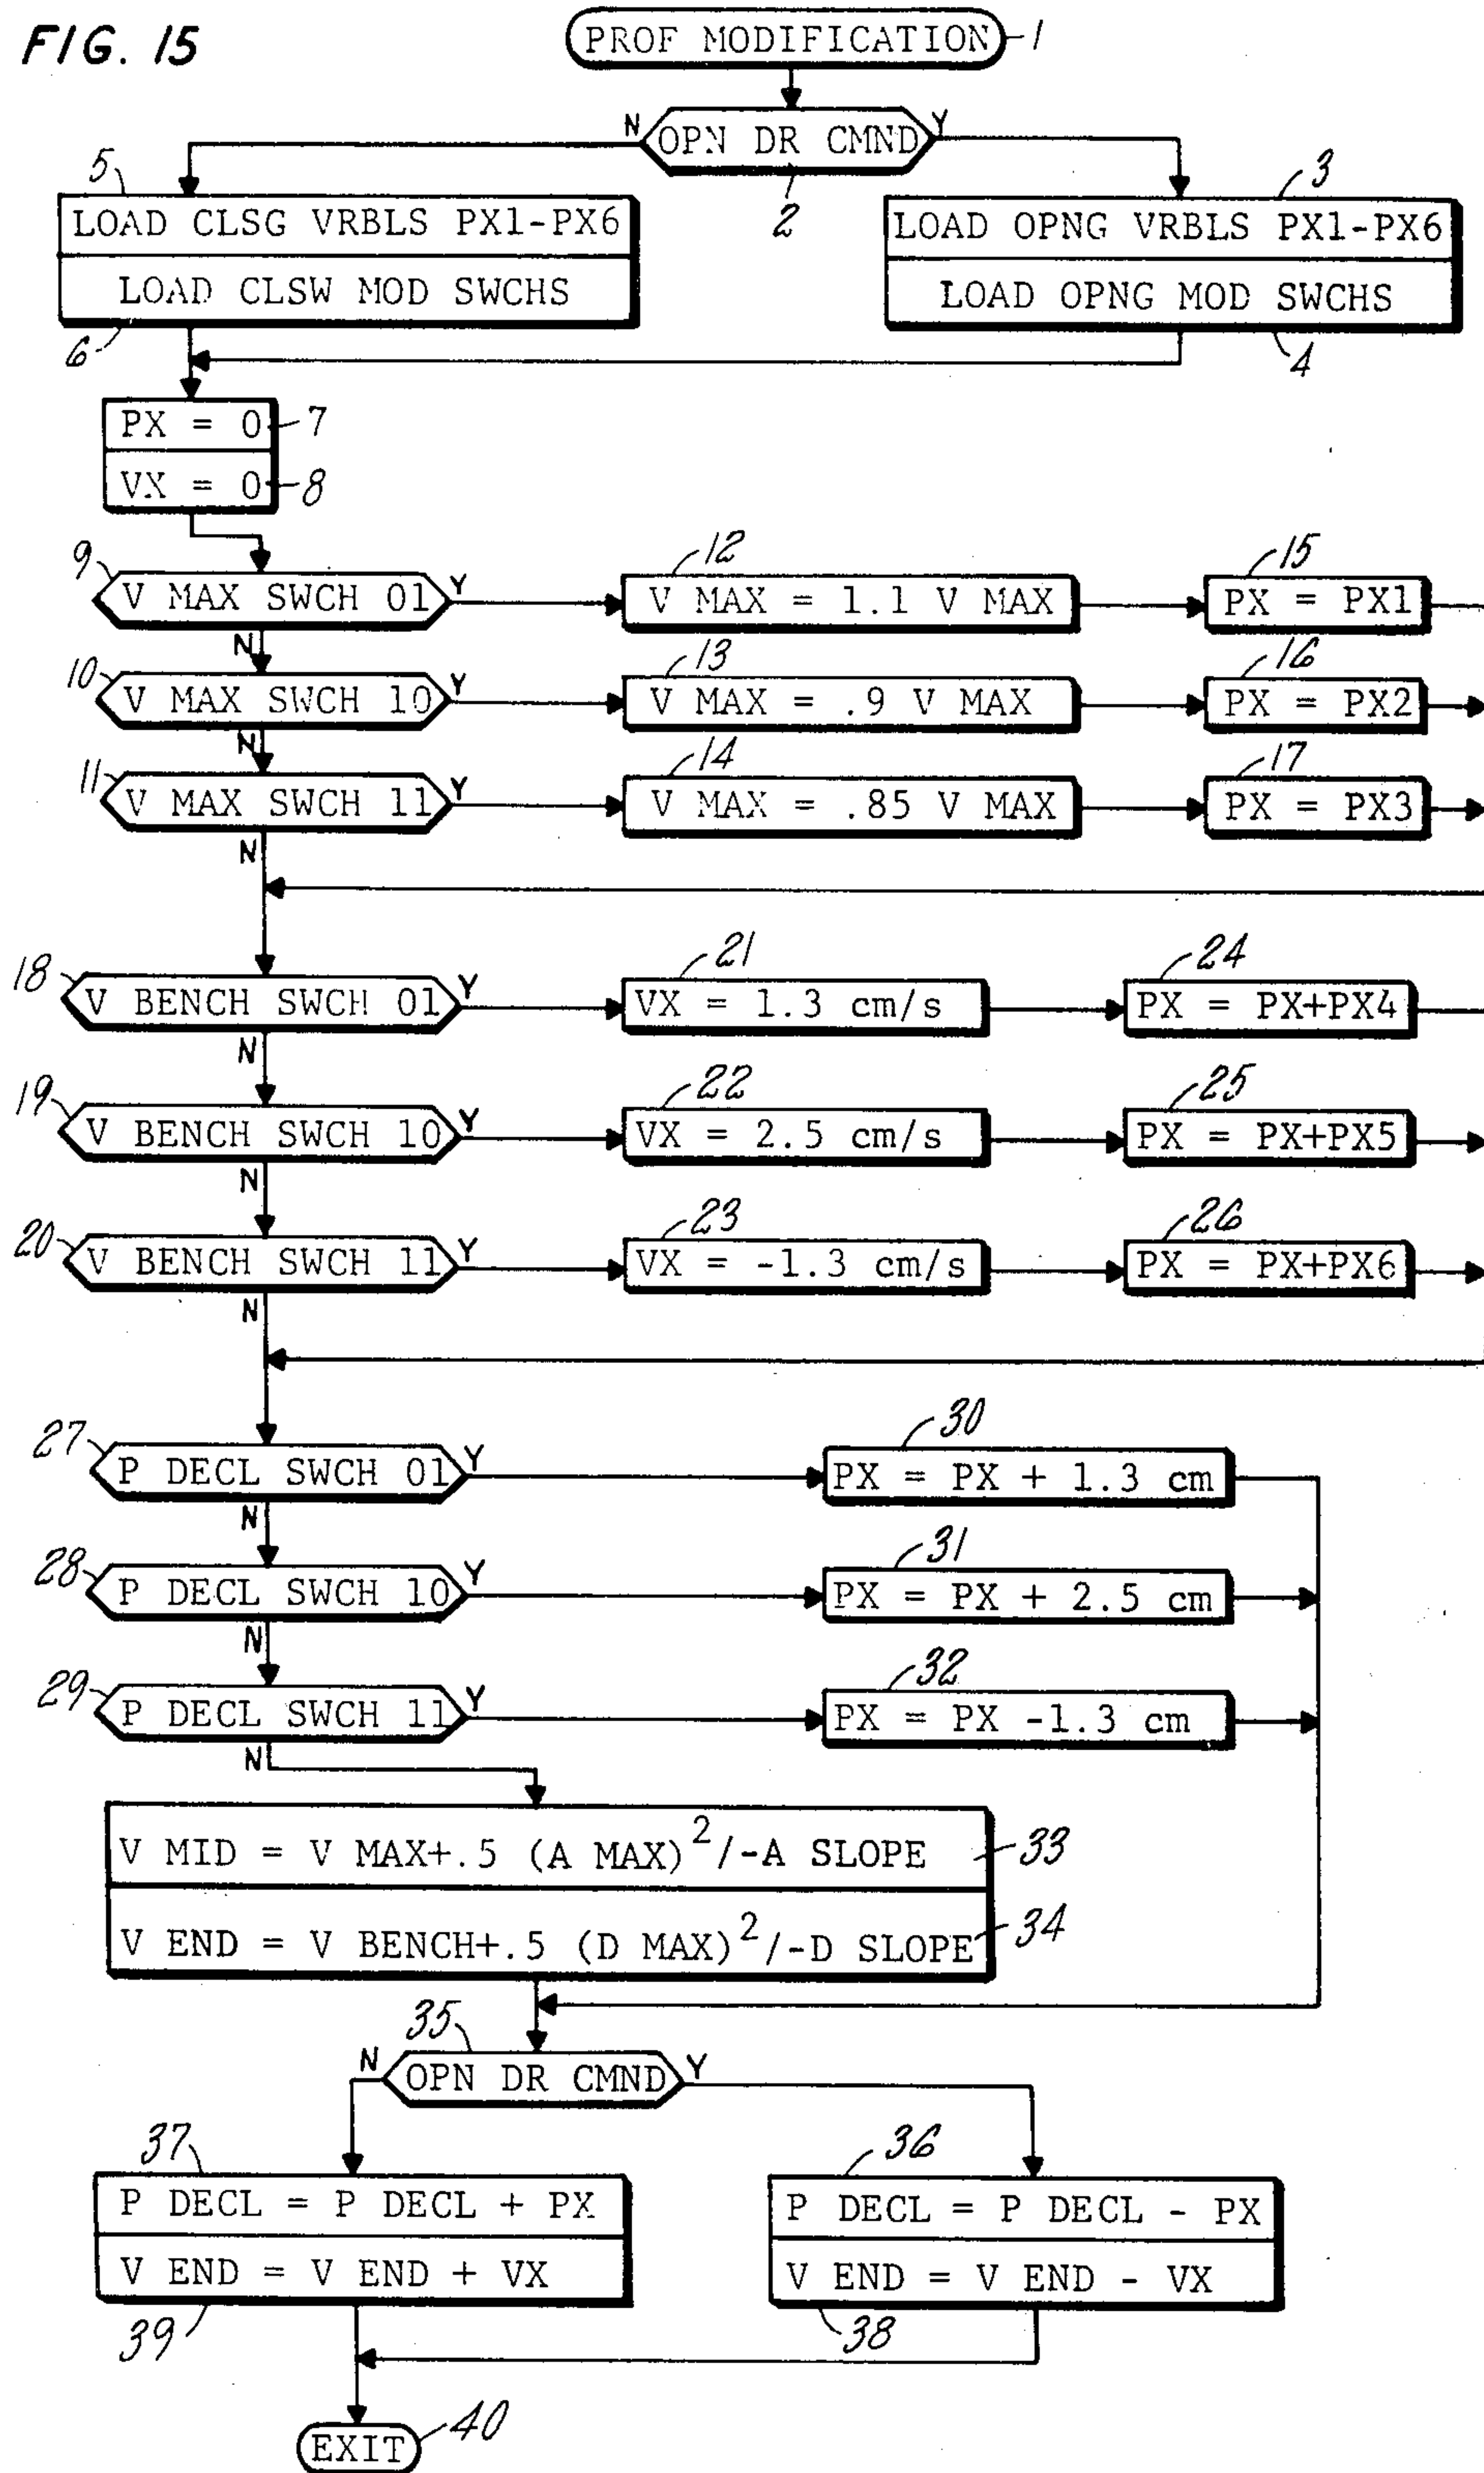 FIG. 15
PROF MODIFICATION 1
N OPN DR CMND Y
2
5
3
LOAD CLSG VRBLS PX1-PX6
LOAD OPNG VRBLS PX1-PX6
LOAD CLSW MOD SWCHS
LOAD OPNG MOD SWCHS
6
4
PX = 0 7
VX = 0 8
9 V MAX SWCH 01 Y
12
V MAX = 1.1 V MAX
15
PX = PX1
N
10 V MAX SWCH 10 Y
13
V MAX = .9 V MAX
16
PX = PX2
N
11 V MAX SWCH 11 Y
14
V MAX = .85 V MAX
17
PX = PX3
N
18 V BENCH SWCH 01 Y
21
VX = 1.3 cm/s
24
PX = PX+PX4
N
19 V BENCH SWCH 10 Y
22
VX = 2.5 cm/s
25
PX = PX+PX5
N
20 V BENCH SWCH 11 Y
23
VX = -1.3 cm/s
26
PX = PX+PX6
N
27 P DECL SWCH 01 Y
30
PX = PX + 1.3 cm
N
28 P DECL SWCH 10 Y
31
PX = PX + 2.5 cm
N
29 P DECL SWCH 11 Y
32
PX = PX -1.3 cm
N
V MID = V MAX+.5 (A MAX)²/-A SLOPE 33
V END = V BENCH+.5 (D MAX)²/-D SLOPE 34
35
N OPN DR CMND Y
37
36
P DECL = P DECL + PX
P DECL = P DECL - PX
V END = V END + VX
V END = V END - VX
39
38
EXIT 40